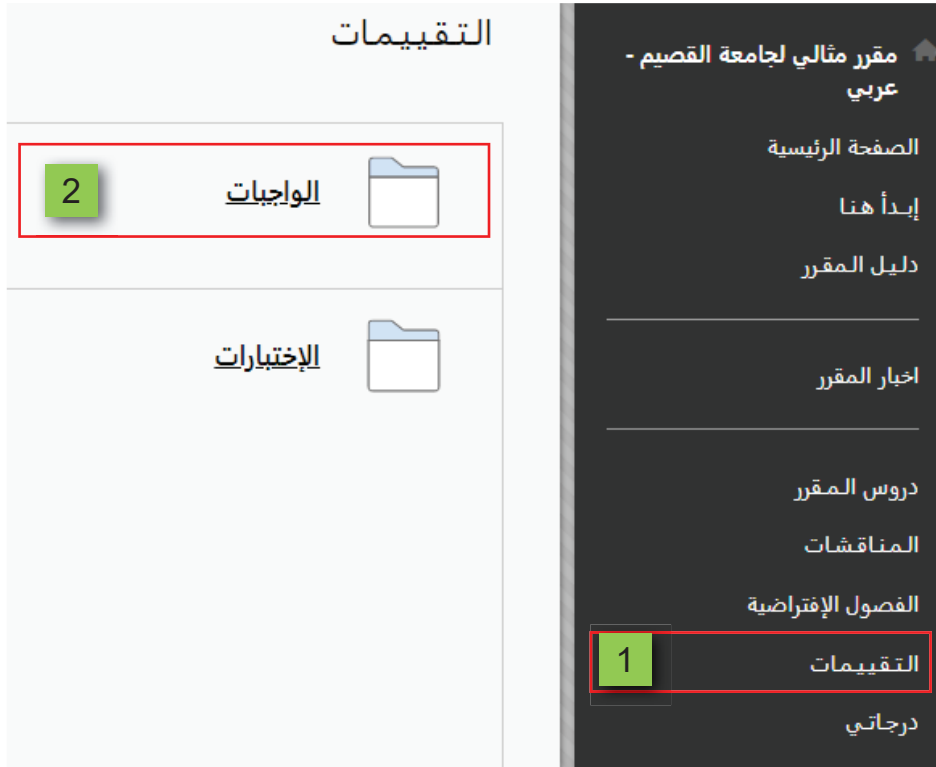 مقرر مثالي لجامعة القصيم -
عربي
الصفحة الرئيسية
إبدأ هنا
دليل المقرر
اخبار المقرر
دروس المقرر
المناقشات
الفصول الإفتراضية
التقييمات
1
درجاتي
التقييمات
الواجبات
2
الإختبارات